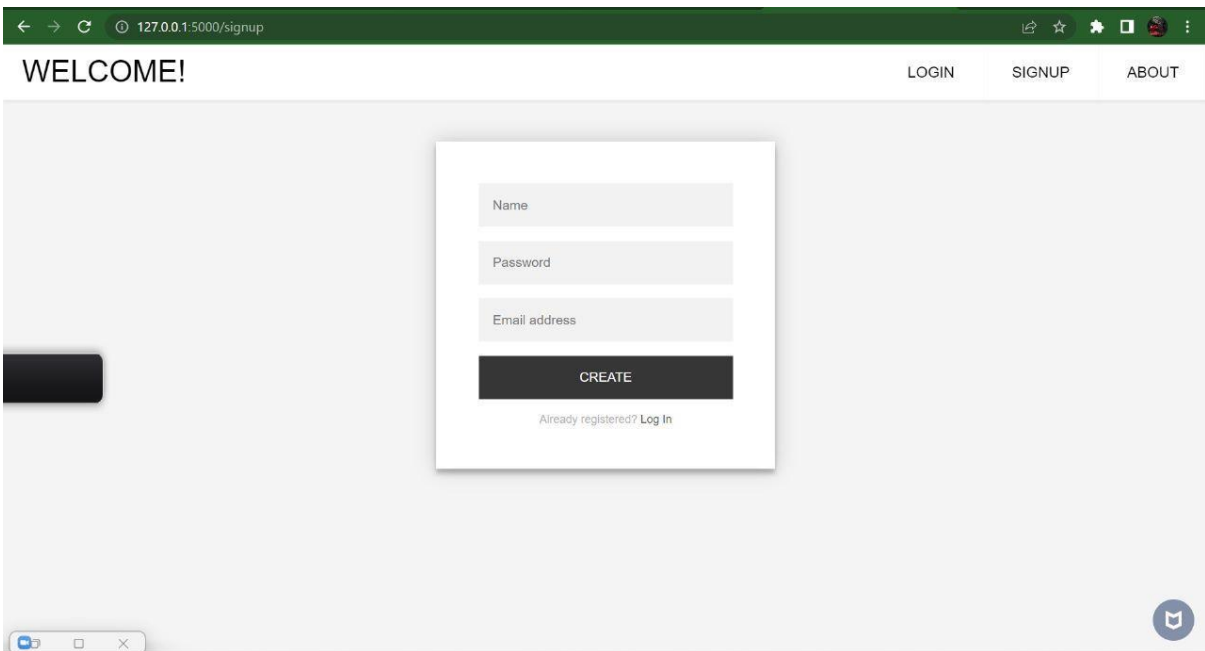 127.0.0.1:5000/signup
WELCOME!
LOGIN SIGNUP ABOUT
Name
Password
Email address
CREATE
Already registered? Log In